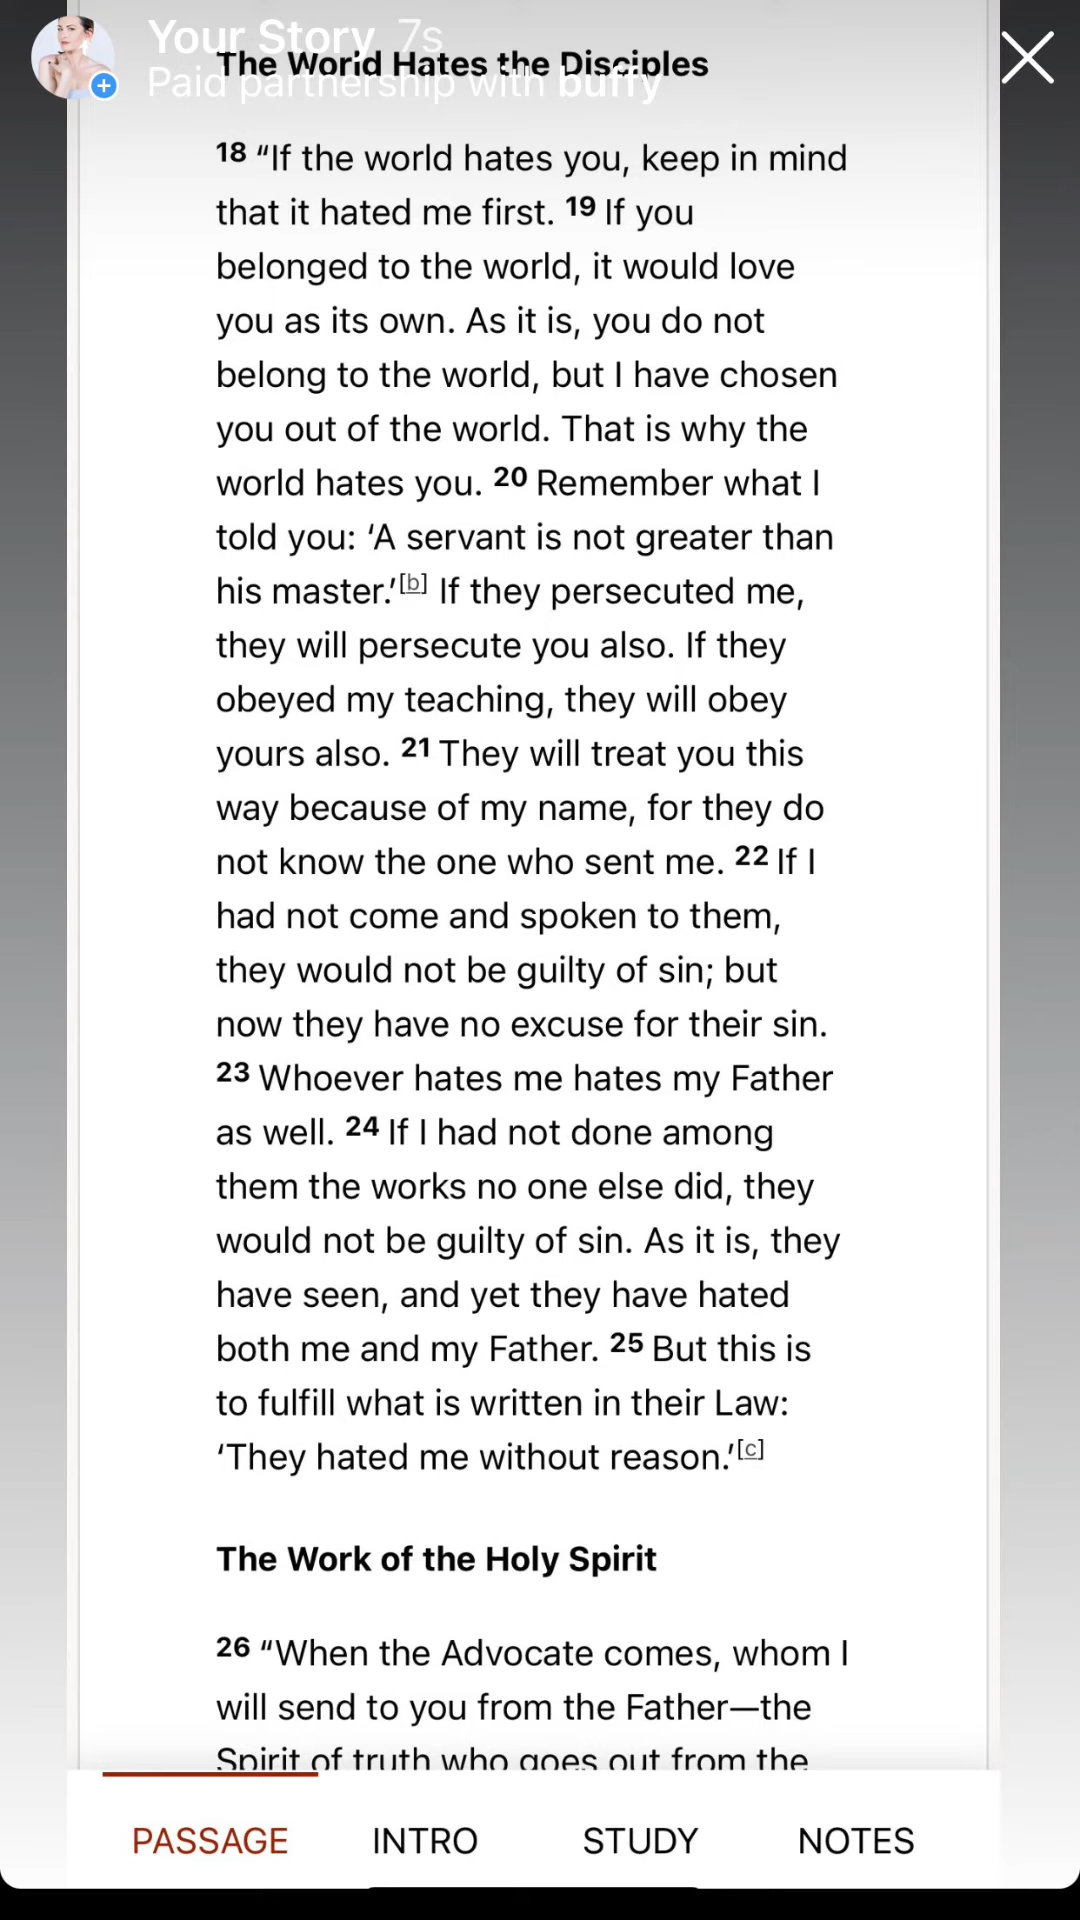 Your Story 7s
The World Hates the Disciples
Paid partnership with buffy
18 “If the world hates you, keep in mind
that it hated me first. 19 If you
belonged to the world, it would love
you as its own. As it is, you do not
belong to the world, but I have chosen
you out of the world. That is why the
world hates you. 20 Remember what I
told you: ‘A servant is not greater than
his master.’[b] If they persecuted me,
they will persecute you also. If they
obeyed my teaching, they will obey
yours also. 21 They will treat you this
way because of my name, for they do
not know the one who sent me. 22 If I
had not come and spoken to them,
they would not be guilty of sin; but
now they have no excuse for their sin.
23 Whoever hates me hates my Father
as well. 24 If I had not done among
them the works no one else did, they
would not be guilty of sin. As it is, they
have seen, and yet they have hated
both me and my Father. 25 But this is
to fulfill what is written in their Law:
‘They hated me without reason.’[c]
The Work of the Holy Spirit
26 “When the Advocate comes, whom I
will send to you from the Father—the
Spirit of truth who goes out from the
PASSAGE INTRO STUDY NOTES